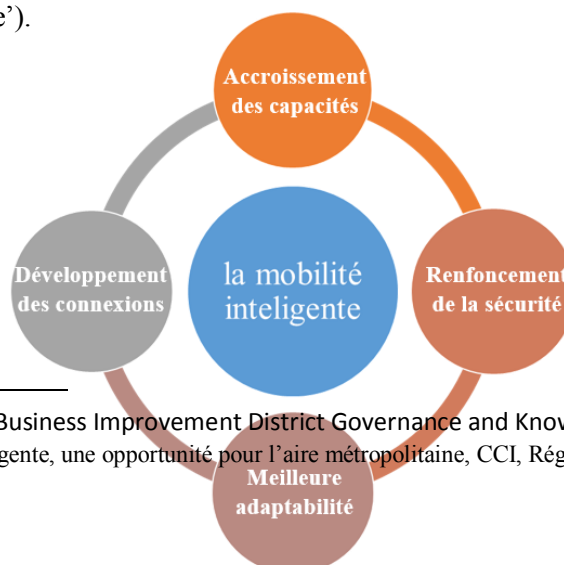 e’).
Accroissement
des capacités
Développement
des connexions
la mobilité
inteligente
Renfoncement
de la sécurité
Business Improvement District Governance and Know
gente, une opportunité pour l’aire métropolitaine, CCI, Rég
Meilleure
adaptabilité